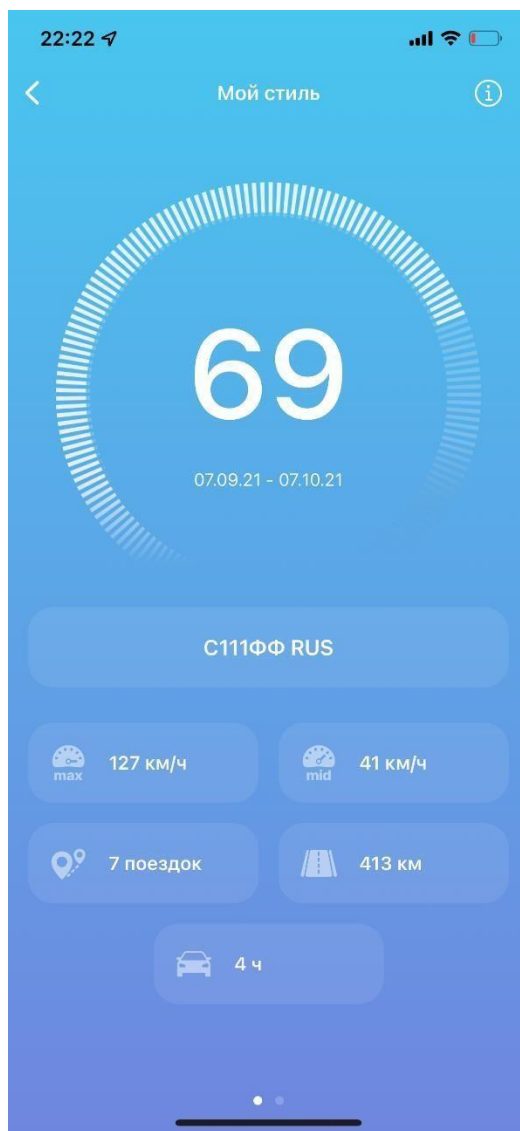 22:22
Мой стиль
69
07.09.21 - 07.10.21
С111ФФ RUS
max 127 км/ч
mid 41 км/ч
7 поездок
413 км
4 ч